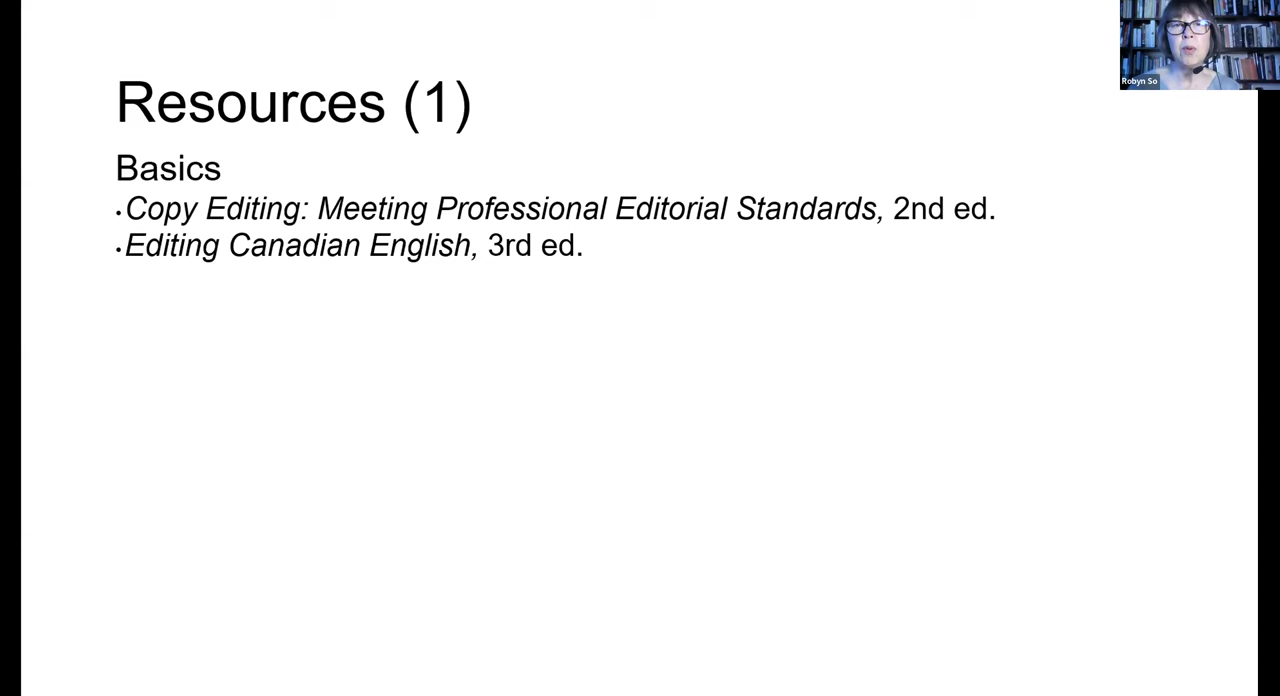 Resources (1)
Basics
•Copy Editing: Meeting Professional Editorial Standards, 2nd ed.
•Editing Canadian English, 3rd ed.
Robyn So